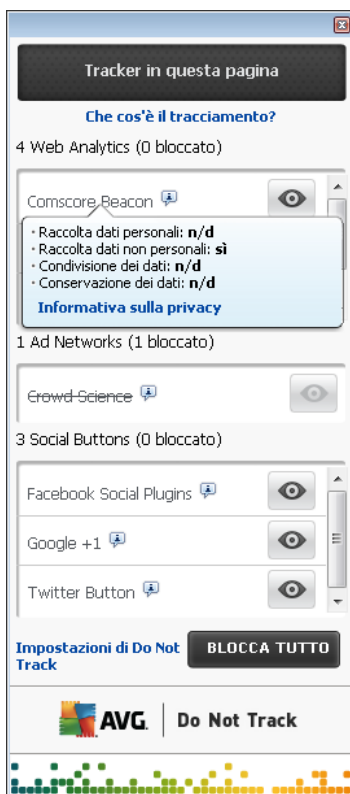 Tracker in questa pagina
Che cos'è il tracciamento?
4 Web Analytics (0 bloccato)
Comscore Beacon
· Raccolta dati personali: n/d
· Raccolta dati non personali: sì
· Condivisione dei dati: n/d
· Conservazione dei dati: n/d
Informativa sulla privacy
1 Ad Networks (1 bloccato)
Crowd Science
3 Social Buttons (0 bloccato)
Facebook Social Plugins
Google +1
Twitter Button
Impostazioni di Do Not
Track
BLOCCA TUTTO
AVG. Do Not Track